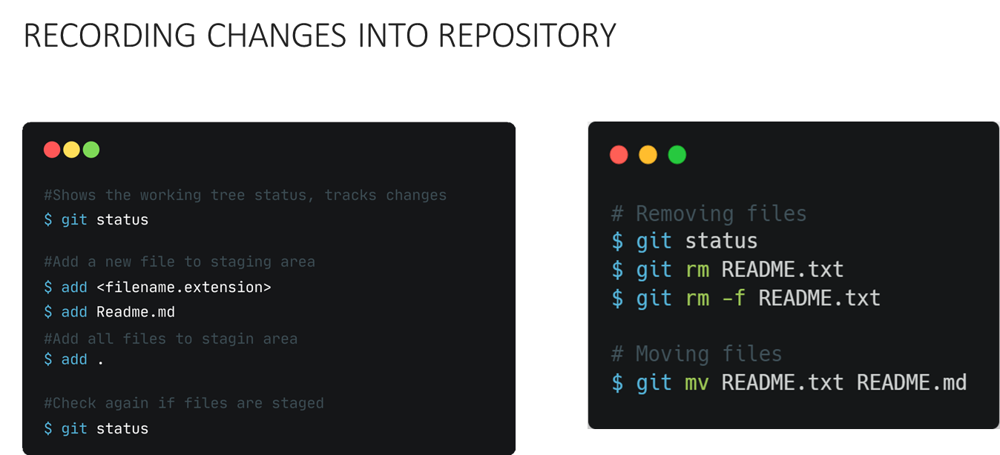 RECORDING CHANGES INTO REPOSITORY
#Shows the working tree status, tracks changes
$ git status
#Add a new file to staging area
$ add <filename.extension>
$ add Readme.md
#Add all files to stagin area
$ add .
#Check again if files are staged
$ git status
# Removing files
$ git status
$ git rm README.txt
$ git rm -f README.txt
# Moving files
$ git mv README.txt README.md